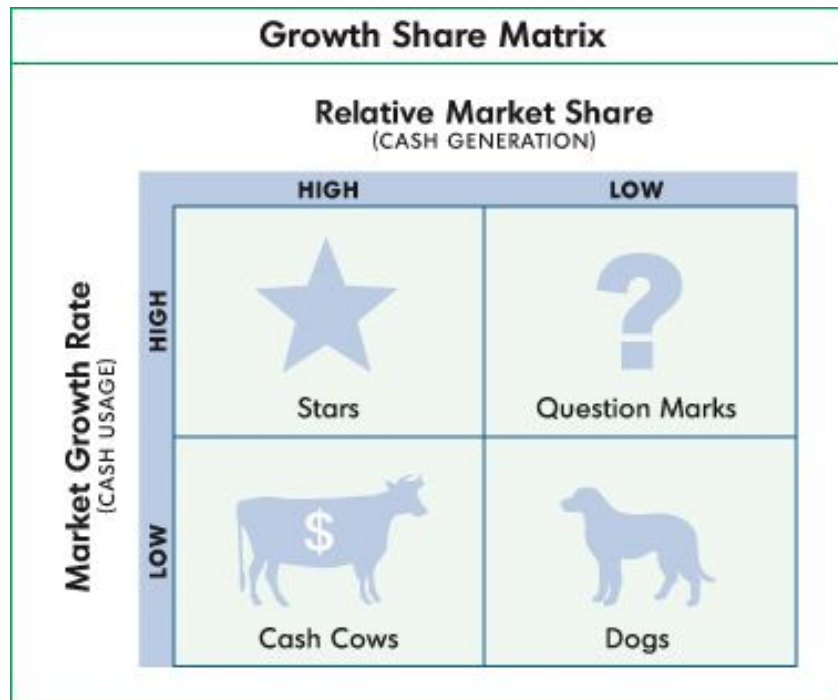 Growth Share Matrix
Relative Market Share
(CASH GENERATION)
HIGH
LOW
Market Growth Rate
(CASH USAGE)
HIGH
?
Stars
Question Marks
LOW
$
Cash Cows
Dogs